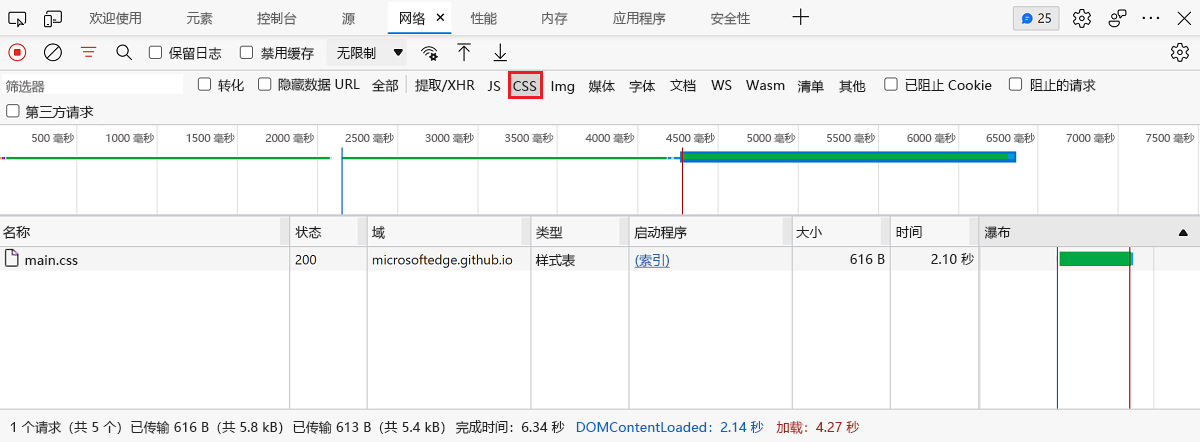 欢迎使用 元素 控制台 源 网络 性能 内存 应用程序 安全性 25
保留日志 禁用缓存 无限制
筛选器 转化 隐藏数据 URL 全部 提取/XHR JS CSS Img 媒体 字体 文档 WS Wasm 清单 其他 已阻止 Cookie 阻止的请求
第三方请求
500 毫秒 1000 毫秒 1500 毫秒 2000 毫秒 2500 毫秒 3000 毫秒 3500 毫秒 4000 毫秒 4500 毫秒 5000 毫秒 5500 毫秒 6000 毫秒 6500 毫秒 7000 毫秒 7500 毫秒
名称 状态 域 类型 启动程序 大小 时间 瀑布
main.css 200 microsoftedge.github.io 样式表 (索引) 616 B 2.10 秒
1 个请求（共 5 个）已传输 616 B（共 5.8 kB）已传输 613 B（共 5.4 kB）完成时间：6.34 秒 DOMContentLoaded：2.14 秒 加载：4.27 秒